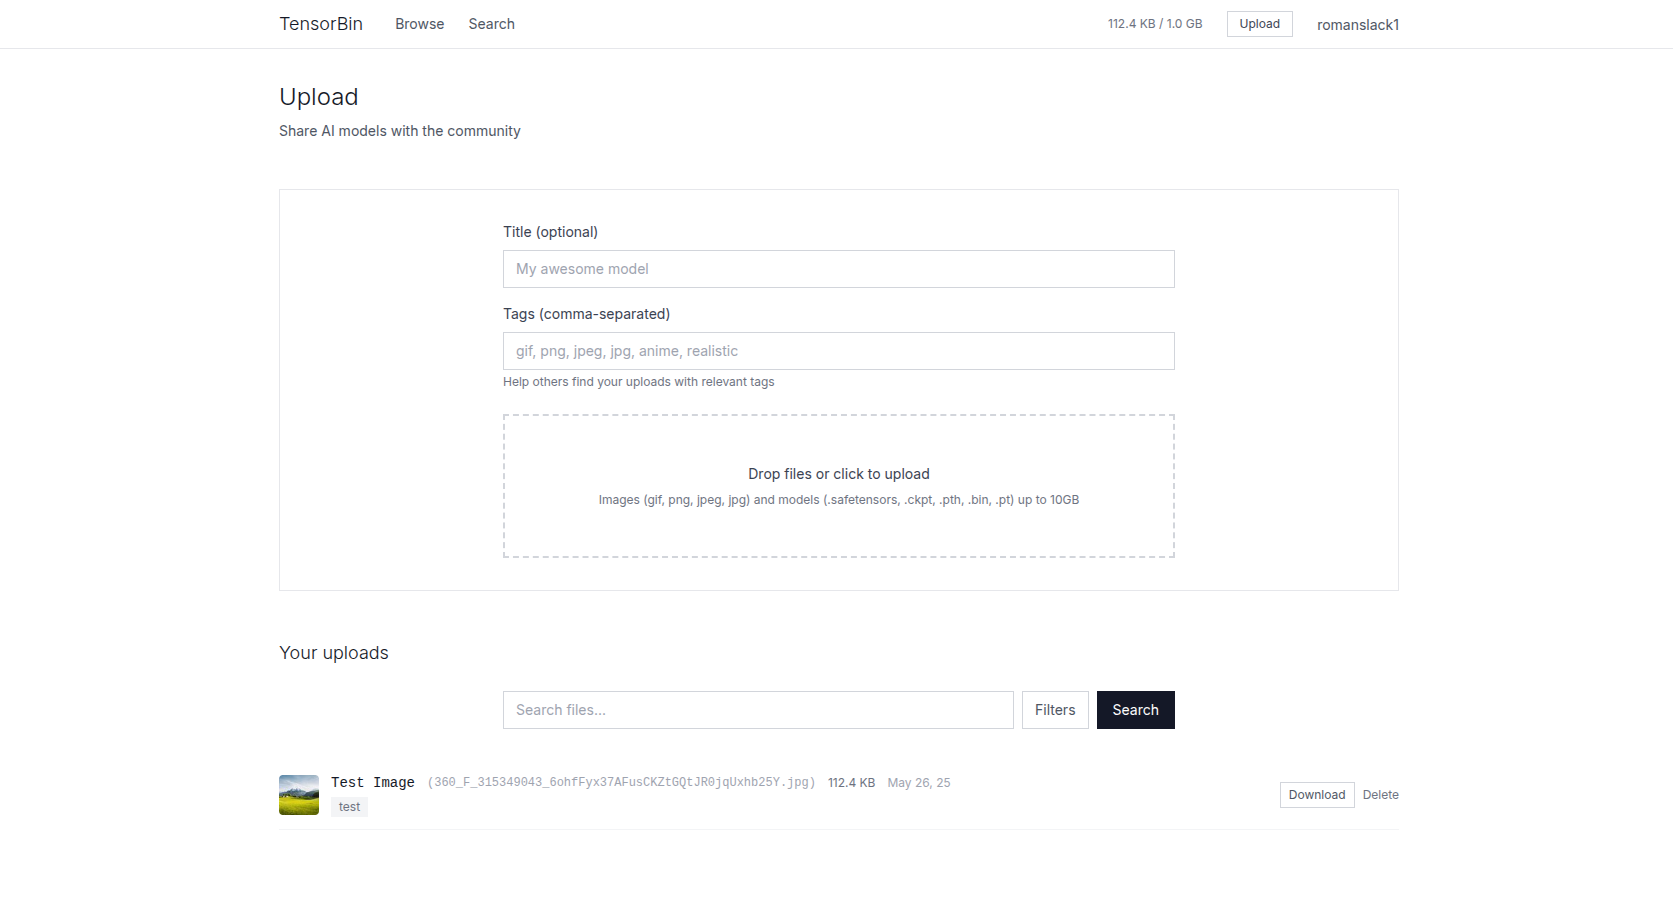 TensorBin Browse Search 112.4 KB / 1.0 GB Upload romanslack1
Upload
Share AI models with the community
Title (optional)
My awesome model
Tags (comma-separated)
gif, png, jpeg, jpg, anime, realistic
Help others find your uploads with relevant tags
Drop files or click to upload
Images (gif, png, jpeg, jpg) and models (.safetensors, .ckpt, .pth, .bin, .pt) up to 10GB
Your uploads
Search files... Filters Search
Test Image (360_F_315349043_6ohfFyx37AFusCKZtGQtJR0jqUxhb25Y.jpg) 112.4 KB May 26, 25
test
Download Delete